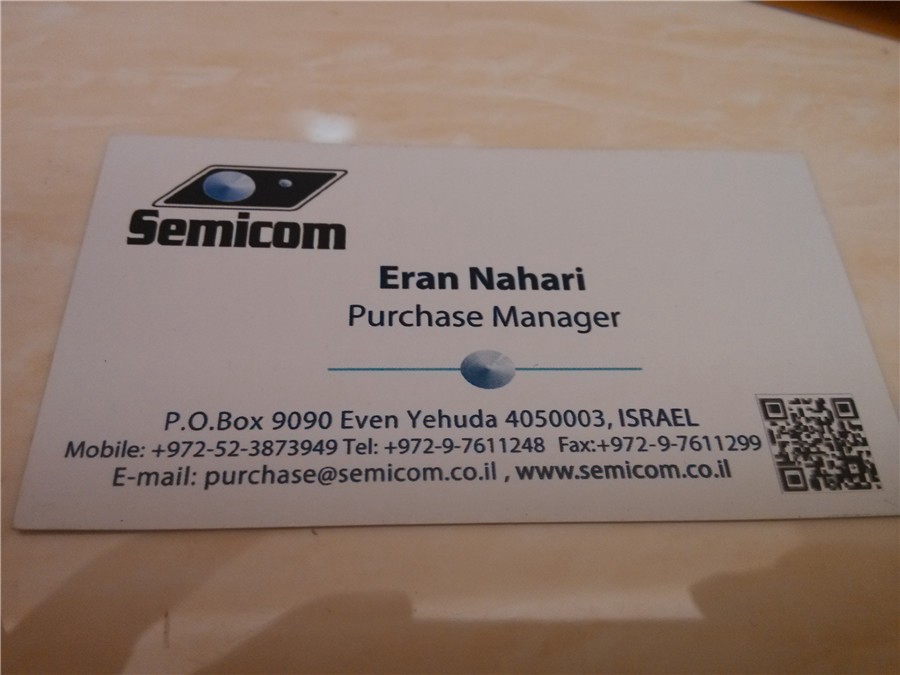 Semicom
Eran Nahari
Purchase Manager
P.O.Box 9090 Even Yehuda 4050003, ISRAEL
Mobile: +972-52-3873949 Tel: +972-9-7611248 Fax:+972-9-7611299
E-mail: purchase@semicom.co.il , www.semicom.co.il